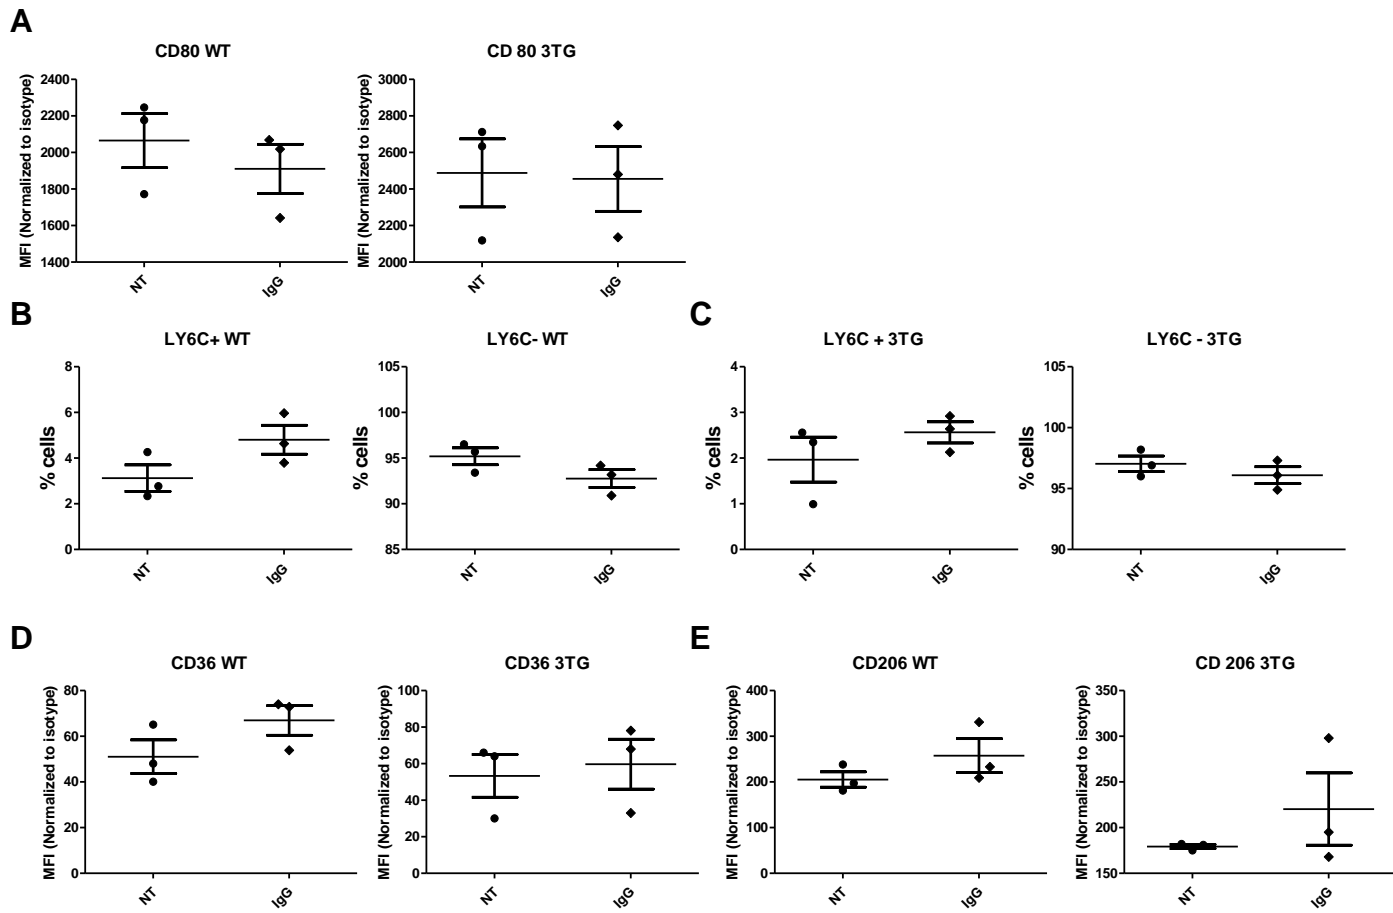 A
CD80 WT
CD 80 3TG
MFI (Normalized to isotype)
2400
2200
2000
1800
1600
1400
NT
IgG
MFI (Normalized to isotype)
3000
2800
2600
2400
2200
2000
NT
IgG
B
C
LY6C+ WT
LY6C- WT
LY6C + 3TG
LY6C - 3TG
% cells
8
6
4
2
0
NT
IgG
% cells
105
100
95
90
85
NT
IgG
% cells
4
3
2
1
0
NT
IgG
% cells
105
100
95
90
NT
IgG
D
E
CD36 WT
CD36 3TG
CD206 WT
CD 206 3TG
MFI (Normalized to isotype)
80
60
40
20
0
NT
IgG
MFI (Normalized to isotype)
100
80
60
40
20
0
NT
IgG
MFI (Normalized to isotype)
400
300
200
100
0
NT
IgG
MFI (Normalized to isotype)
350
300
250
200
150
NT
IgG